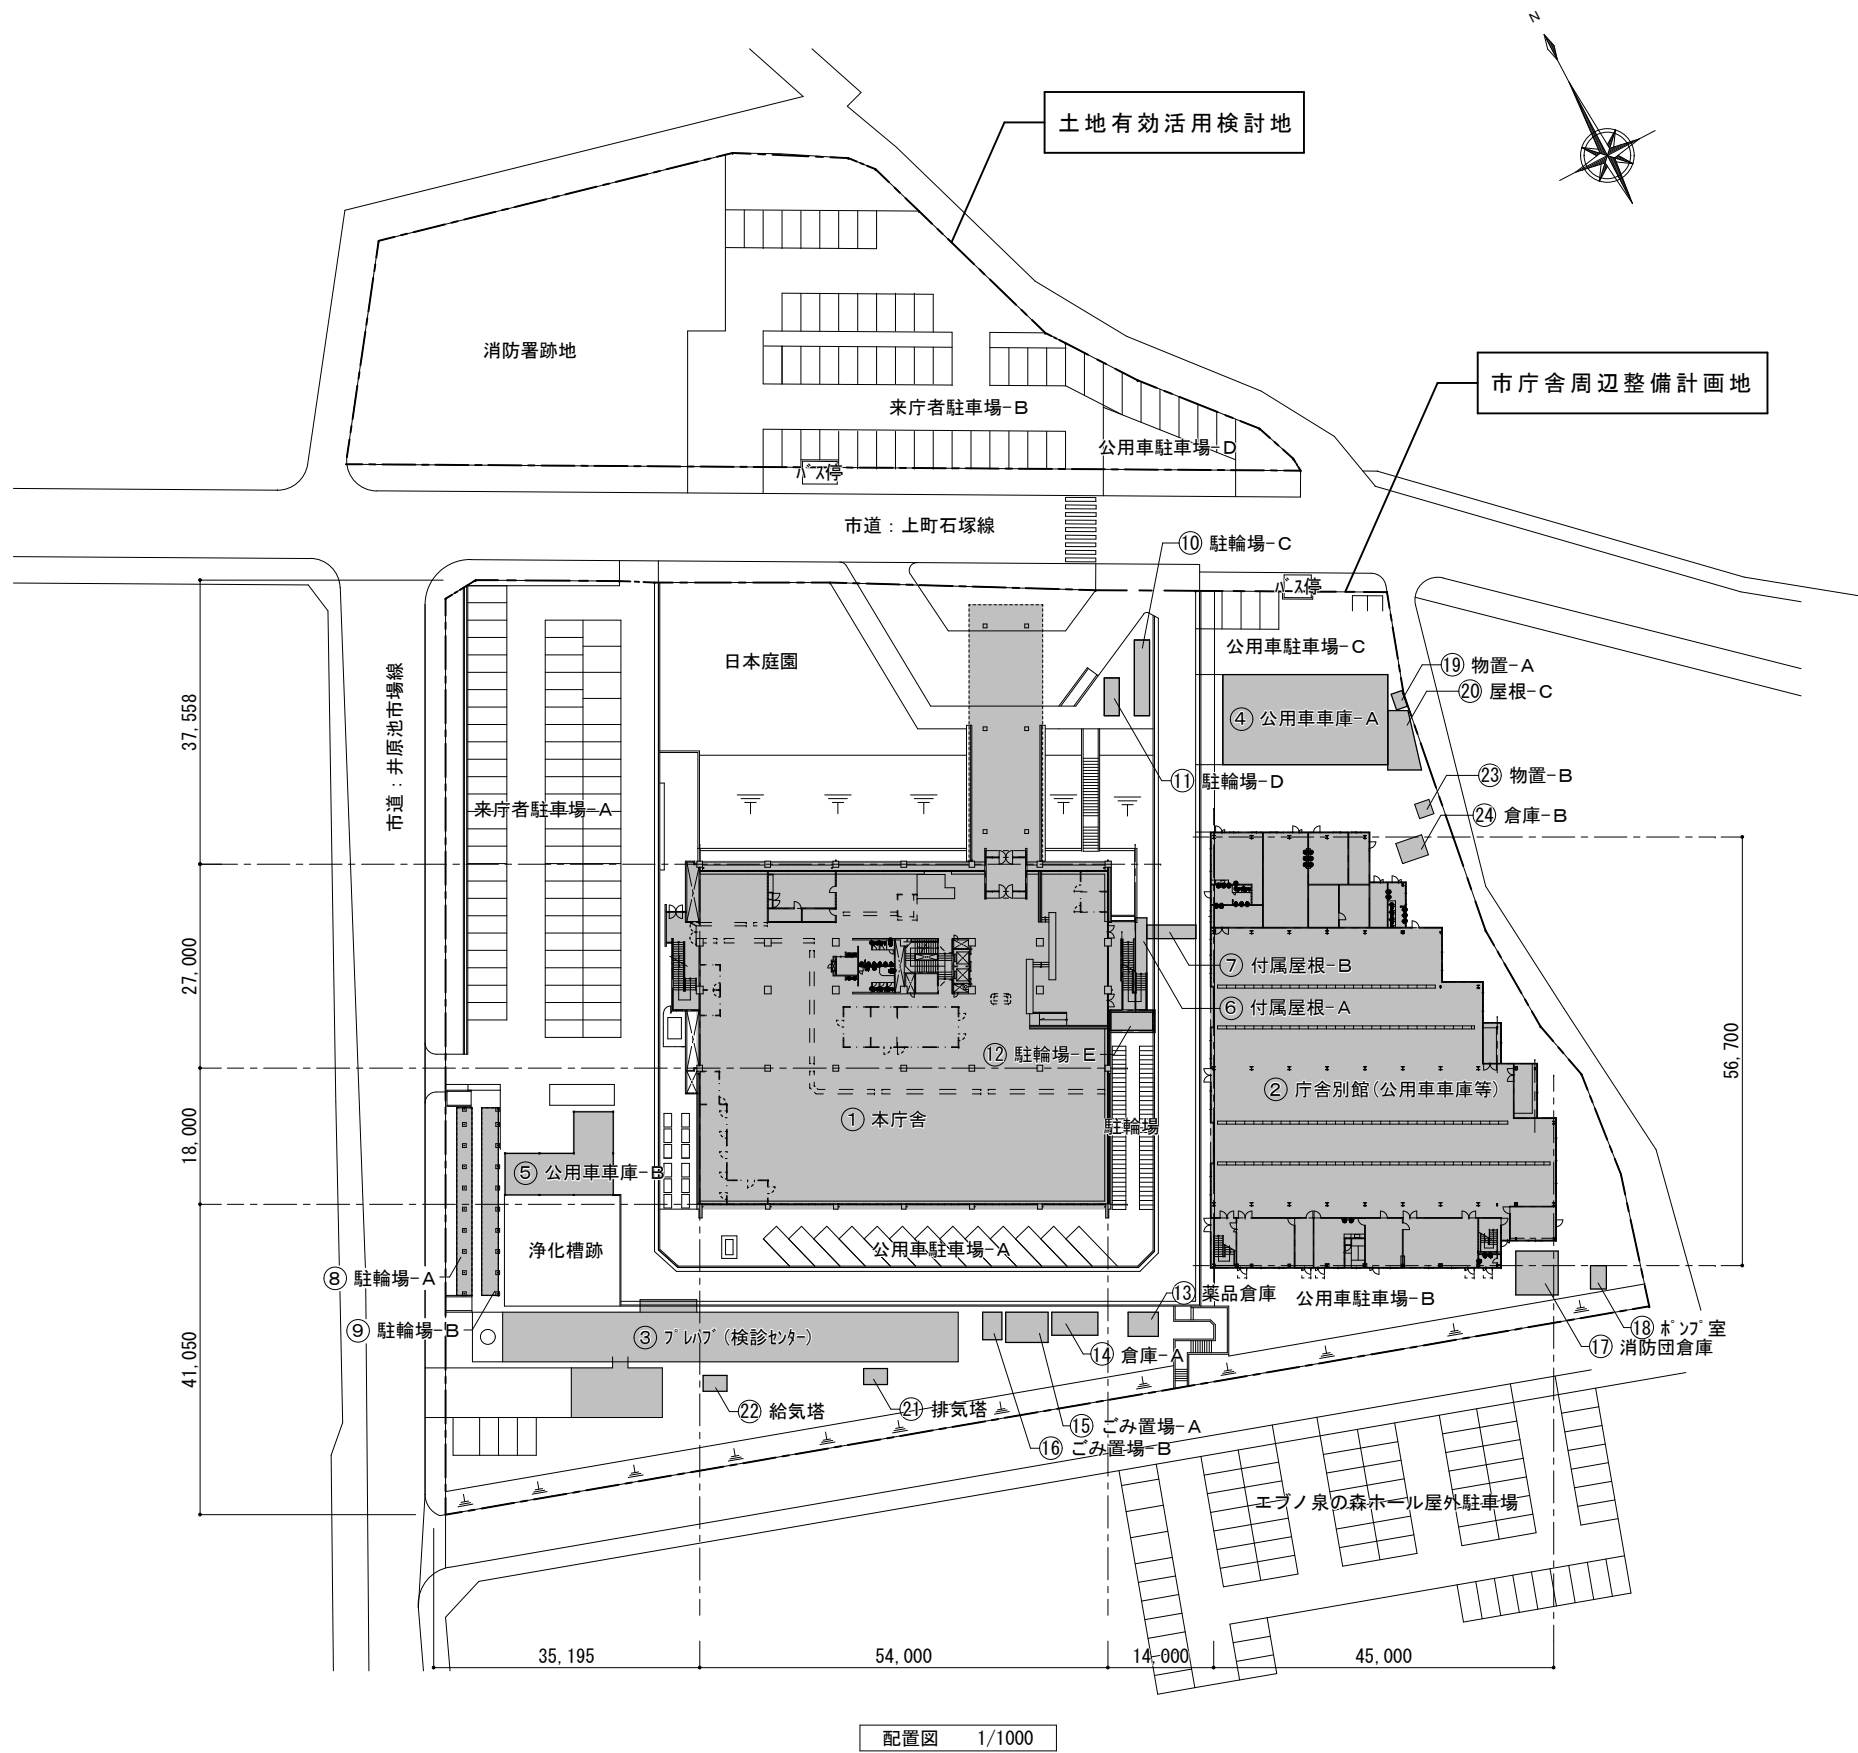 N
土地有効活用検討地
消防署跡地
市庁舎周辺整備計画地
来庁者駐車場-B
公用車駐車場-D
バス停
市道：上町石塚線
⑩ 駐輪場-C
バス停
公用車駐車場-C
日本庭園
⑲ 物置-A
⑳ 屋根-C
市道：井原池市場線
37,558
④ 公用車車庫-A
㉓ 物置-B
⑪ 駐輪場-D
来庁者駐車場-A
㉔ 倉庫-B
27,000
⑦ 付属屋根-B
⑥ 付属屋根-A
⑫ 駐輪場-E
56,700
② 庁舎別館(公用車車庫等)
① 本庁舎
駐輪場
18,000
⑤ 公用車車庫-B
浄化槽跡
公用車駐車場-A
⑧ 駐輪場-A
⑬ 薬品倉庫
公用車駐車場-B
⑨ 駐輪場-B
③ プレハブ(検診センター)
⑱ ポンプ室
⑰ 消防団倉庫
⑭ 倉庫-A
41,050
㉒ 給気塔
㉑ 排気塔
⑮ ごみ置場-A
⑯ ごみ置場-B
エブノ泉の森ホール屋外駐車場
35,195
54,000
14,000
45,000
配置図 1/1000